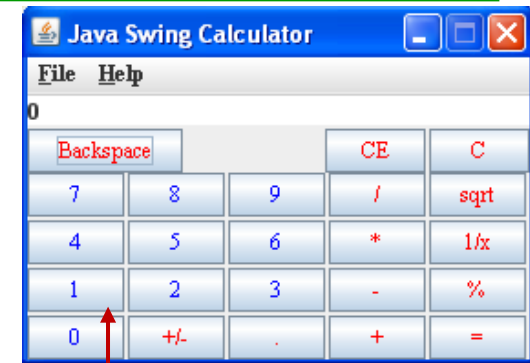 Java Swing Calculator
File Help
0
Backspace CE C
7 8 9 / sqrt
4 5 6 * 1/x
1 2 3 - %
0 +/- . + =